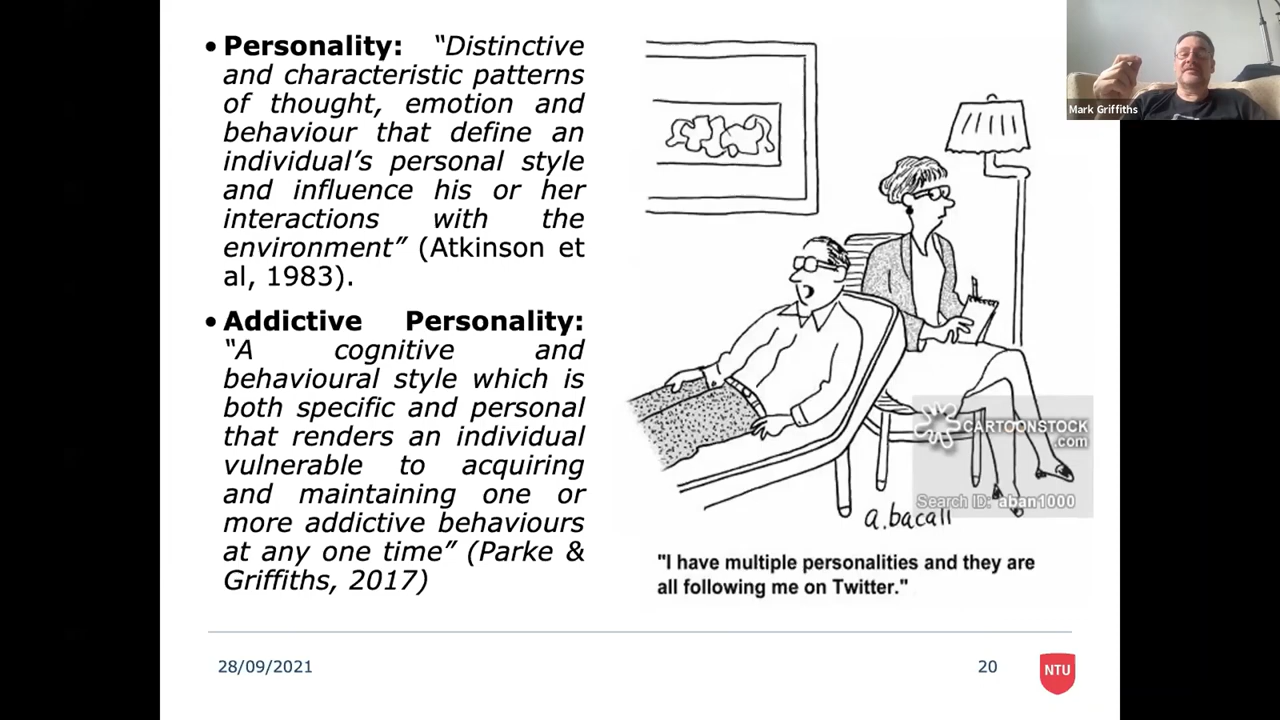 • Personality: “Distinctive
and characteristic patterns
of thought, emotion and
behaviour that define an
individual’s personal style
and influence his or her
interactions with the
environment” (Atkinson et
al, 1983).
• Addictive Personality:
“A cognitive and
behavioural style which is
both specific and personal
that renders an individual
vulnerable to acquiring
and maintaining one or
more addictive behaviours
at any one time” (Parke &
Griffiths, 2017)
Mark Griffiths
CARTOONSTOCK
.com
Search ID: aban1000
a.bacall
"I have multiple personalities and they are
all following me on Twitter."
28/09/2021
20
NTU